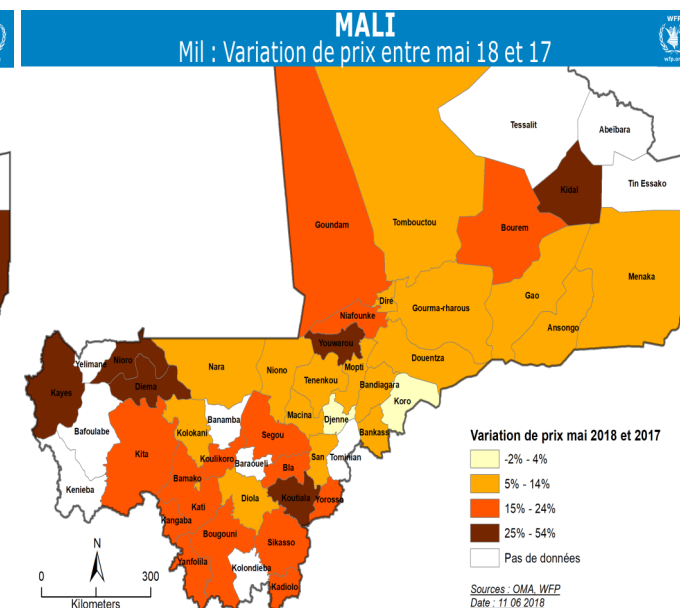 MALI
Mil : Variation de prix entre mai 18 et 17
WFP
wfp.or
Tessalit
Abeibara
Kidal
Tin Essako
Goundam
Tombouctou
Bourem
Menaka
Gao
Dire
Gourma-rharous
Niafounke
Ansongo
Youwarou
Douentza
Yelimane
Nioro
Nara
Niono
Mopti
Tenenkou
Diema
Bandiagara
Kayes
Koro
Macina
Djenne
Banamba
Bafoulabe
Kolokani
Segou
Bankass
Kita
San
Tominian
Koulikoro
Baraoueli
Bla
Bamako
Kenieba
Diola
Koutiala
Yorosso
Kati
Kangaba
Bougouni
Sikasso
Yanfolila
Kolondieba
Kadiolo
Variation de prix mai 2018 et 2017
-2% - 4%
5% - 14%
15% - 24%
25% - 54%
Pas de données
N
0 300
Kilometers
Sources : OMA, WFP
Date : 11 06 2018